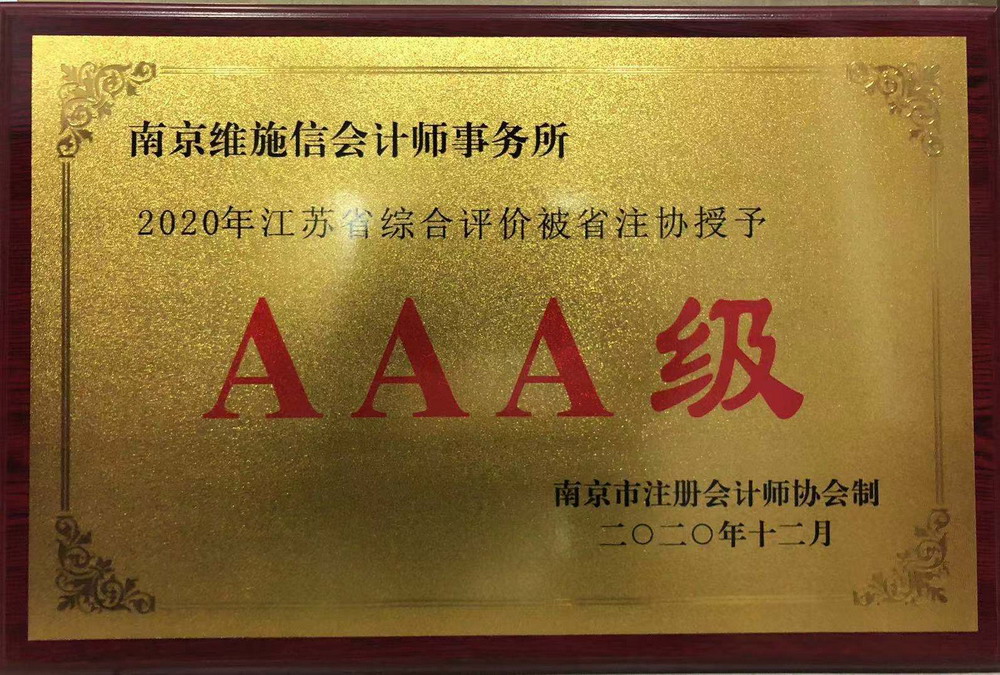 南京维施信会计师事务所
2020年江苏省综合评价被省注协授予
AAA级
南京市注册会计师协会制
二〇二〇年十二月